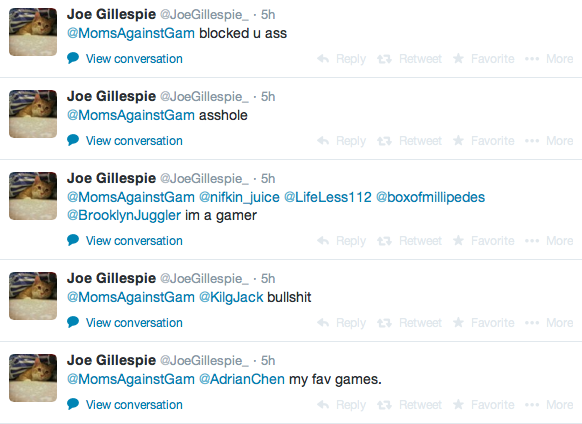 Joe Gillespie @JoeGillespie_ · 5h
@MomsAgainstGam blocked u ass
View conversation Reply Retweet Favorite More
Joe Gillespie @JoeGillespie_ · 5h
@MomsAgainstGam asshole
View conversation Reply Retweet Favorite More
Joe Gillespie @JoeGillespie_ · 5h
@MomsAgainstGam @nifkin_juice @LifeLess112 @boxofmillipedes
@BrooklynJuggler im a gamer
View conversation Reply Retweet Favorite More
Joe Gillespie @JoeGillespie_ · 5h
@MomsAgainstGam @KilgJack bullshit
View conversation Reply Retweet Favorite More
Joe Gillespie @JoeGillespie_ · 5h
@MomsAgainstGam @AdrianChen my fav games.
View conversation Reply Retweet Favorite More